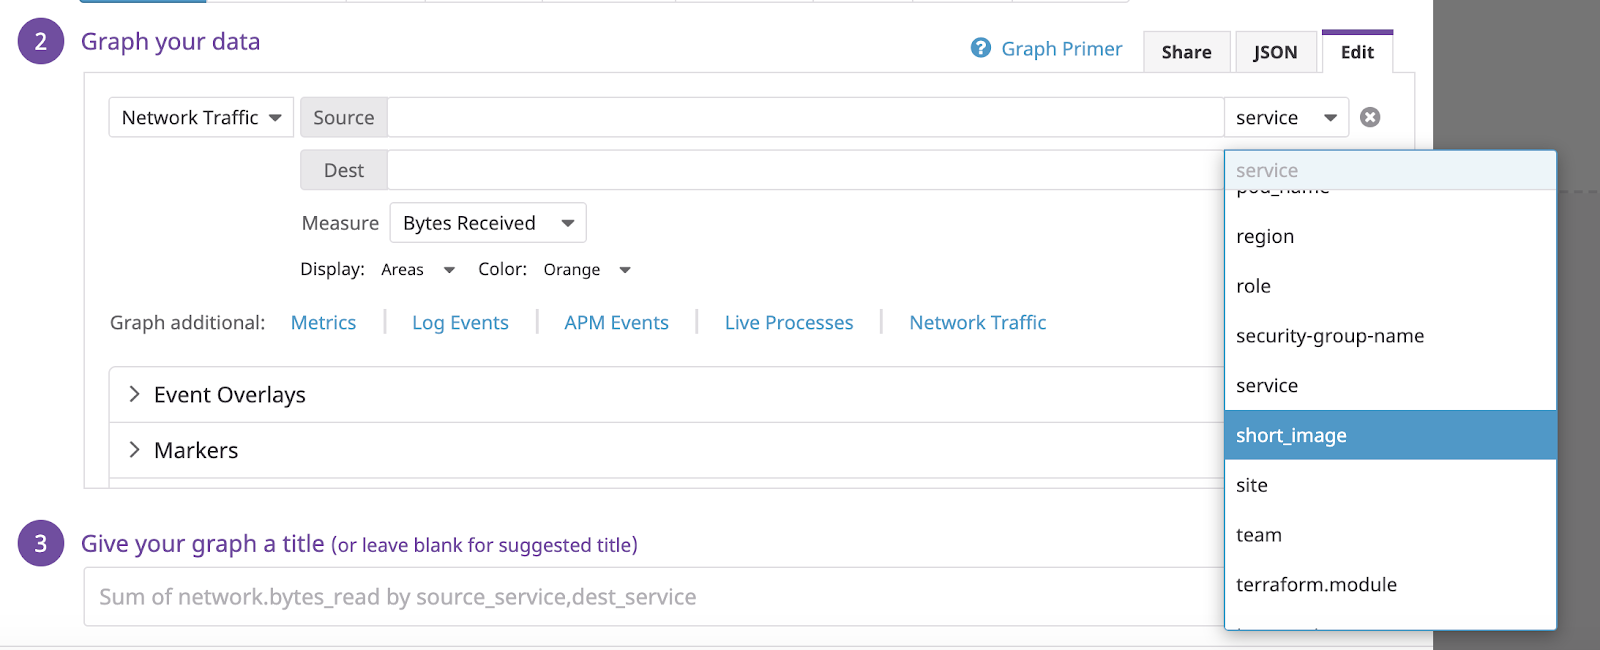 2 Graph your data
? Graph Primer Share JSON Edit
Network Traffic Source service
Dest service
pod_name
Measure Bytes Received
region
Display: Areas Color: Orange
role
Graph additional: Metrics Log Events APM Events Live Processes Network Traffic
security-group-name
Event Overlays service
short_image
Markers
site
team
3 Give your graph a title (or leave blank for suggested title)
terraform.module
Sum of network.bytes_read by source_service,dest_service